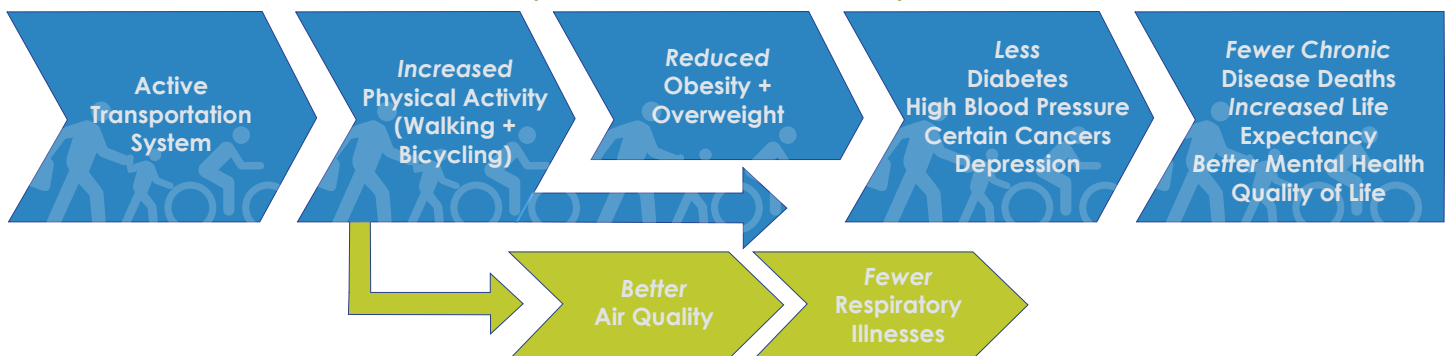 Active
Transportation
System
Increased
Physical Activity
(Walking +
Bicycling)
Reduced
Obesity +
Overweight
Less
Diabetes
High Blood Pressure
Certain Cancers
Depression
Fewer Chronic
Disease Deaths
Increased Life
Expectancy
Better Mental Health
Quality of Life
Better
Air Quality
Fewer
Respiratory
Illnesses